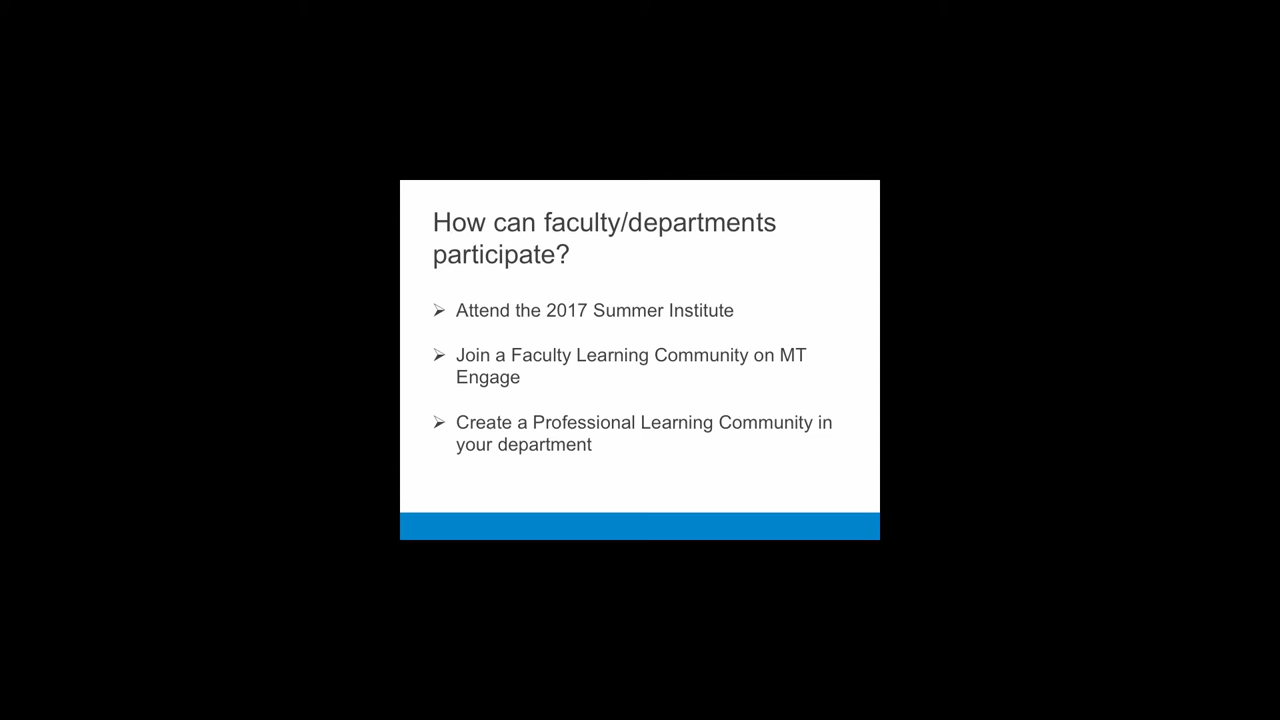 How can faculty/departments
participate?
➢ Attend the 2017 Summer Institute
➢ Join a Faculty Learning Community on MT
Engage
➢ Create a Professional Learning Community in
your department